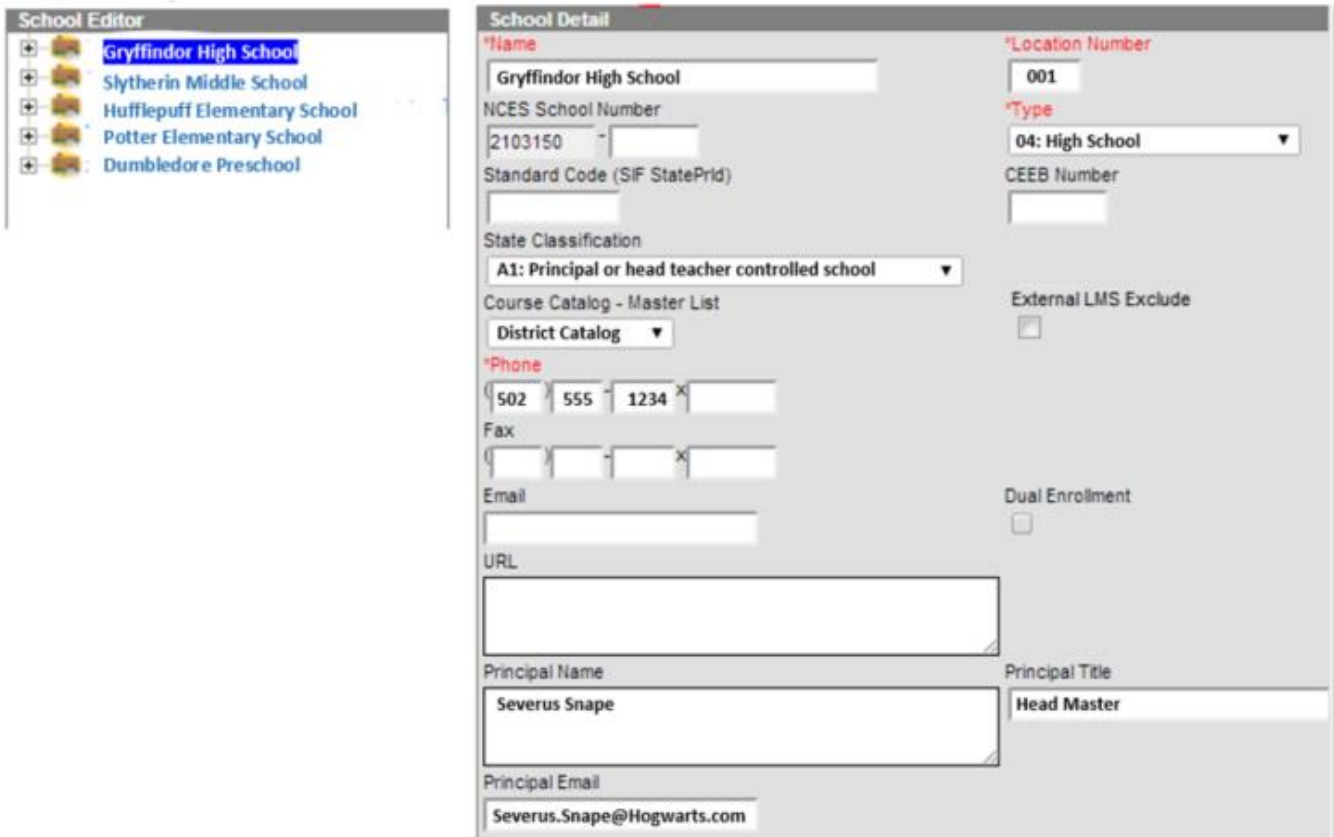 School Editor
Gryffindor High School
Slytherin Middle School
Hufflepuff Elementary School
Potter Elementary School
Dumbledore Preschool
School Detail
*Name
*Location Number
Gryffindor High School
001
NCES School Number
*Type
2103150 -
04: High School
Standard Code (SIF StatePrId)
CEEB Number
State Classification
A1: Principal or head teacher controlled school
Course Catalog - Master List
External LMS Exclude
District Catalog
*Phone
(502) 555 - 1234 x
Fax
( ) - x
Email
Dual Enrollment
URL
Principal Name
Principal Title
Severus Snape
Head Master
Principal Email
Severus.Snape@Hogwarts.com